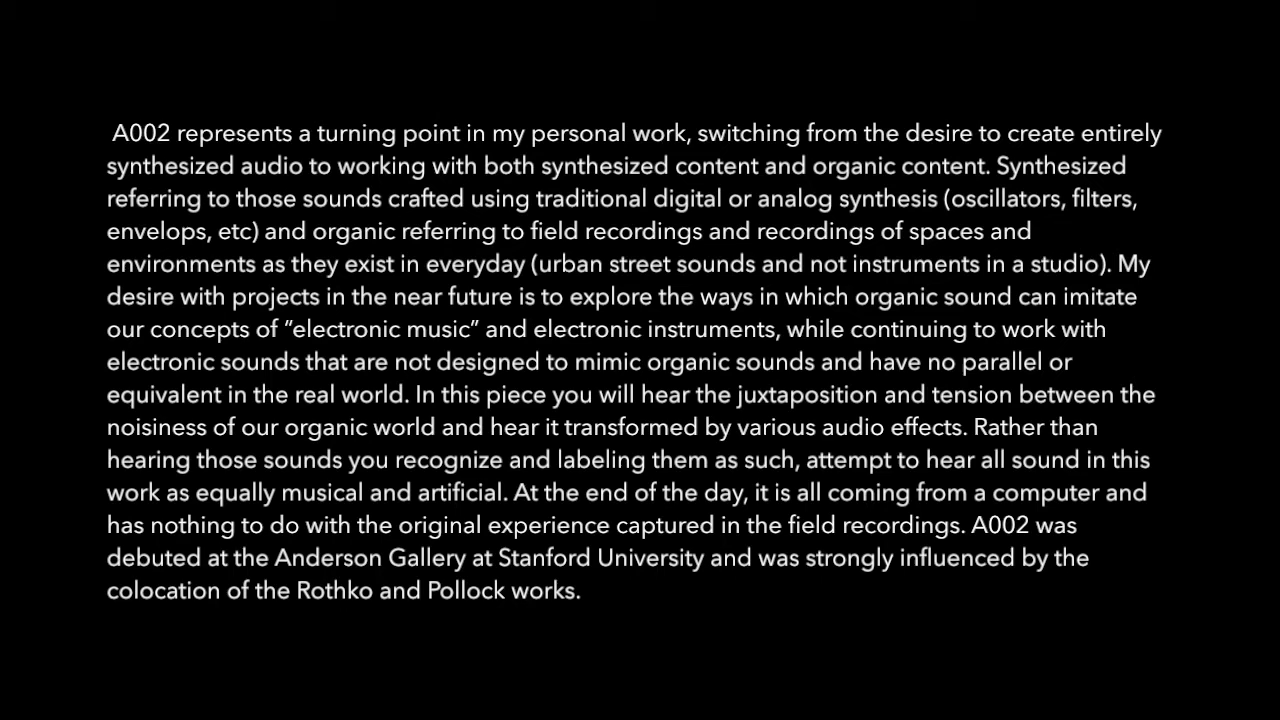 A002 represents a turning point in my personal work, switching from the desire to create entirely
synthesized audio to working with both synthesized content and organic content. Synthesized
referring to those sounds crafted using traditional digital or analog synthesis (oscillators, filters,
envelops, etc) and organic referring to field recordings and recordings of spaces and
environments as they exist in everyday (urban street sounds and not instruments in a studio). My
desire with projects in the near future is to explore the ways in which organic sound can imitate
our concepts of “electronic music” and electronic instruments, while continuing to work with
electronic sounds that are not designed to mimic organic sounds and have no parallel or
equivalent in the real world. In this piece you will hear the juxtaposition and tension between the
noisiness of our organic world and hear it transformed by various audio effects. Rather than
hearing those sounds you recognize and labeling them as such, attempt to hear all sound in this
work as equally musical and artificial. At the end of the day, it is all coming from a computer and
has nothing to do with the original experience captured in the field recordings. A002 was
debuted at the Anderson Gallery at Stanford University and was strongly influenced by the
colocation of the Rothko and Pollock works.